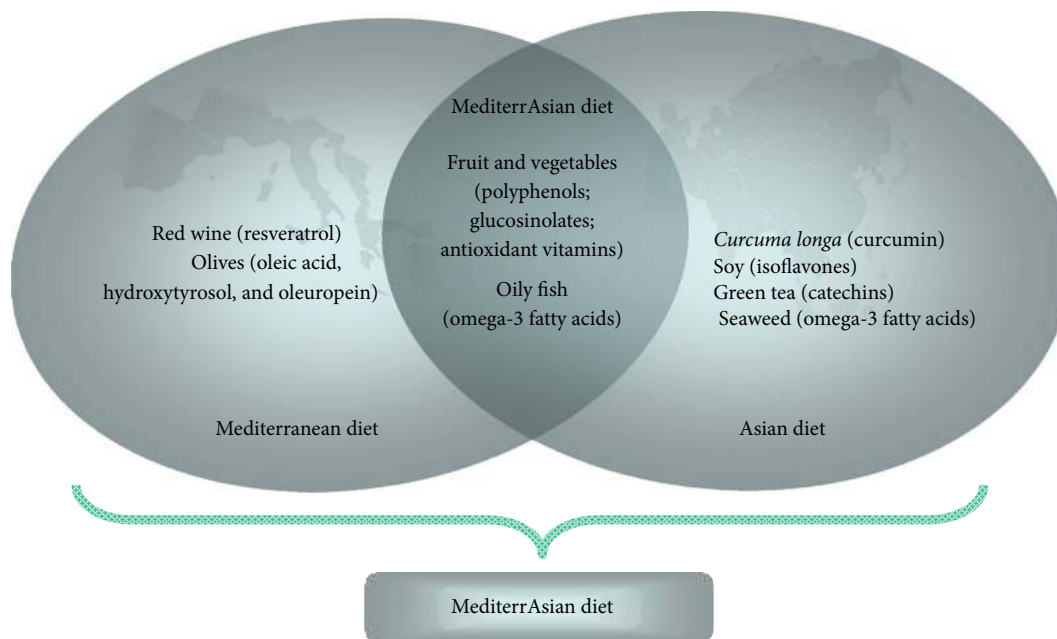 MediterrAsian diet
Fruit and vegetables
(polyphenols;
glucosinolates;
antioxidant vitamins)
Oily fish
(omega-3 fatty acids)
Red wine (resveratrol)
Olives (oleic acid,
hydroxytyrosol, and oleuropein)
Curcuma longa (curcumin)
Soy (isoflavones)
Green tea (catechins)
Seaweed (omega-3 fatty acids)
Mediterranean diet
Asian diet
MediterrAsian diet